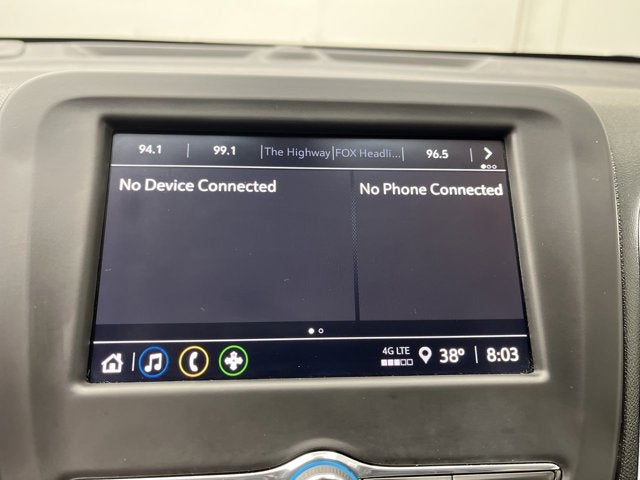 94.1 99.1 The Highway FOX Headli... 96.5
No Device Connected No Phone Connected
4G LTE
38° 8:03